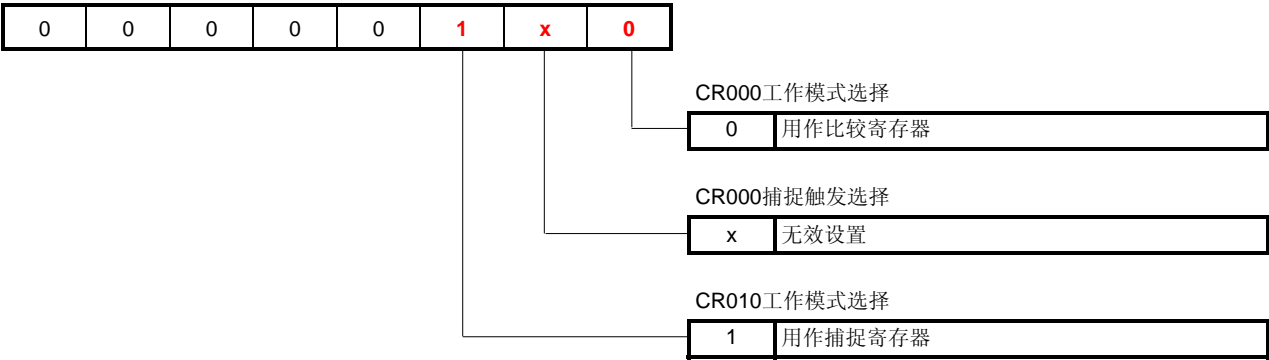 0 0 0 0 0 1 x 0
CR000工作模式选择
0 用作比较寄存器
CR000捕捉触发选择
x 无效设置
CR010工作模式选择
1 用作捕捉寄存器